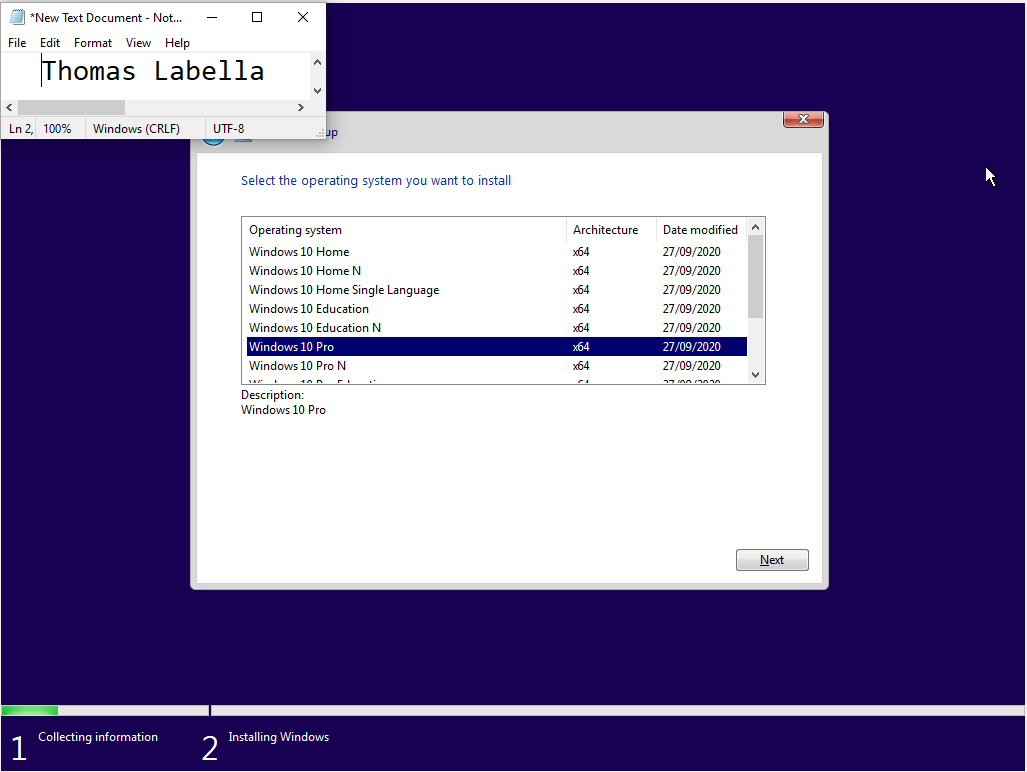 *New Text Document - Not...
File Edit Format View Help
Thomas Labella
Ln 2, 100% Windows (CRLF) UTF-8
up
Select the operating system you want to install
Operating system Architecture Date modified
Windows 10 Home x64 27/09/2020
Windows 10 Home N x64 27/09/2020
Windows 10 Home Single Language x64 27/09/2020
Windows 10 Education x64 27/09/2020
Windows 10 Education N x64 27/09/2020
Windows 10 Pro x64 27/09/2020
Windows 10 Pro N x64 27/09/2020
Description:
Windows 10 Pro
Next
1 Collecting information 2 Installing Windows